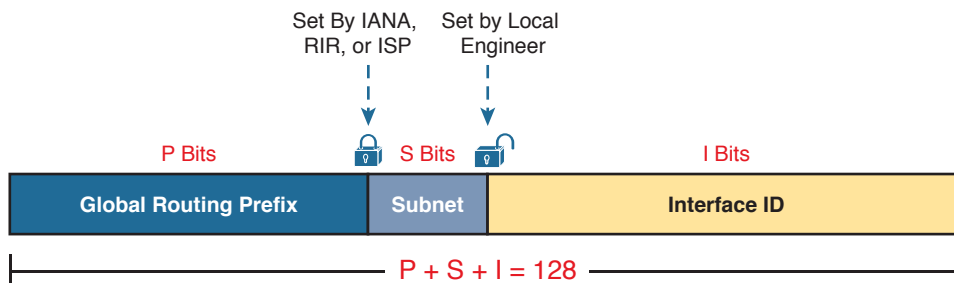 Set By IANA,
RIR, or ISP
Set by Local
Engineer
P Bits
S Bits
I Bits
Global Routing Prefix
Subnet
Interface ID
P + S + I = 128